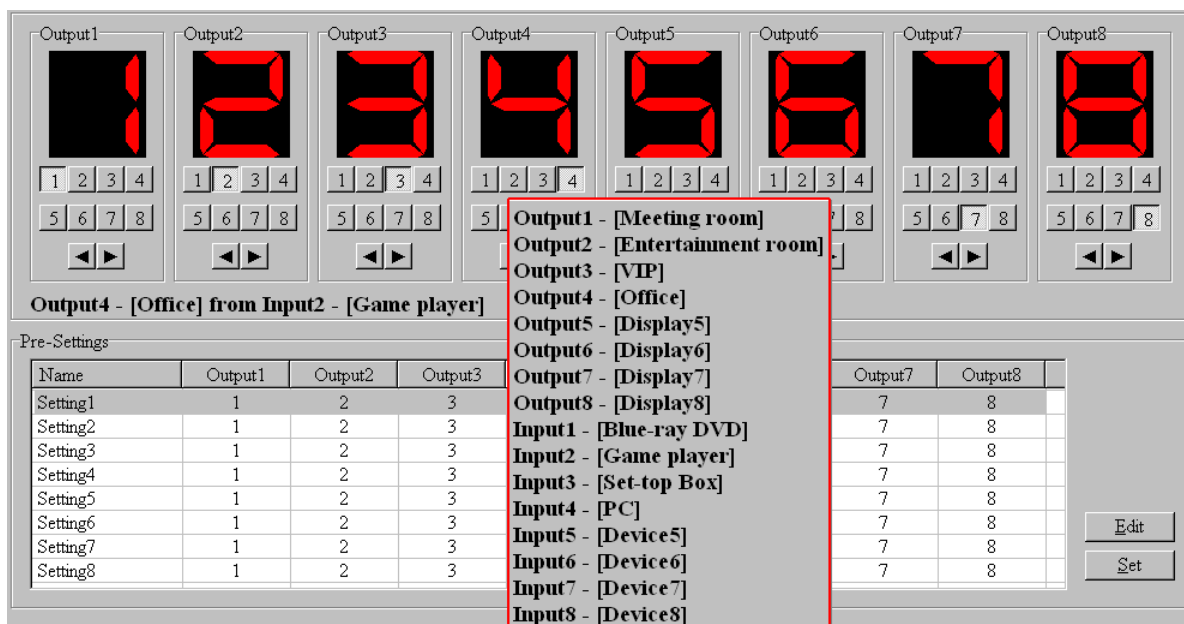 Output1 Output2 Output3 Output4 Output5 Output6 Output7 Output8
1 2 3 4 5 6 7 8
1 2 3 4 1 2 3 4 1 2 3 4 1 2 3 4 1 2 3 4 1 2 3 4 1 2 3 4 1 2 3 4
5 6 7 8 5 6 7 8 5 6 7 8 5 8 5 6 7 8 5 6 7 8
Output4 - [Office] from Input2 - [Game player]
Output1 - [Meeting room]
Output2 - [Entertainment room]
Output3 - [VIP]
Output4 - [Office]
Output5 - [Display5]
Output6 - [Display6]
Output7 - [Display7]
Output8 - [Display8]
Input1 - [Blue-ray DVD]
Input2 - [Game player]
Input3 - [Set-top Box]
Input4 - [PC]
Input5 - [Device5]
Input6 - [Device6]
Input7 - [Device7]
Input8 - [Device8]
Pre-Settings
Name Output1 Output2 Output3 Output7 Output8
Setting1 1 2 3 7 8
Setting2 1 2 3 7 8
Setting3 1 2 3 7 8
Setting4 1 2 3 7 8
Setting5 1 2 3 7 8
Setting6 1 2 3 7 8
Setting7 1 2 3 7 8
Setting8 1 2 3 7 8
Edit
Set